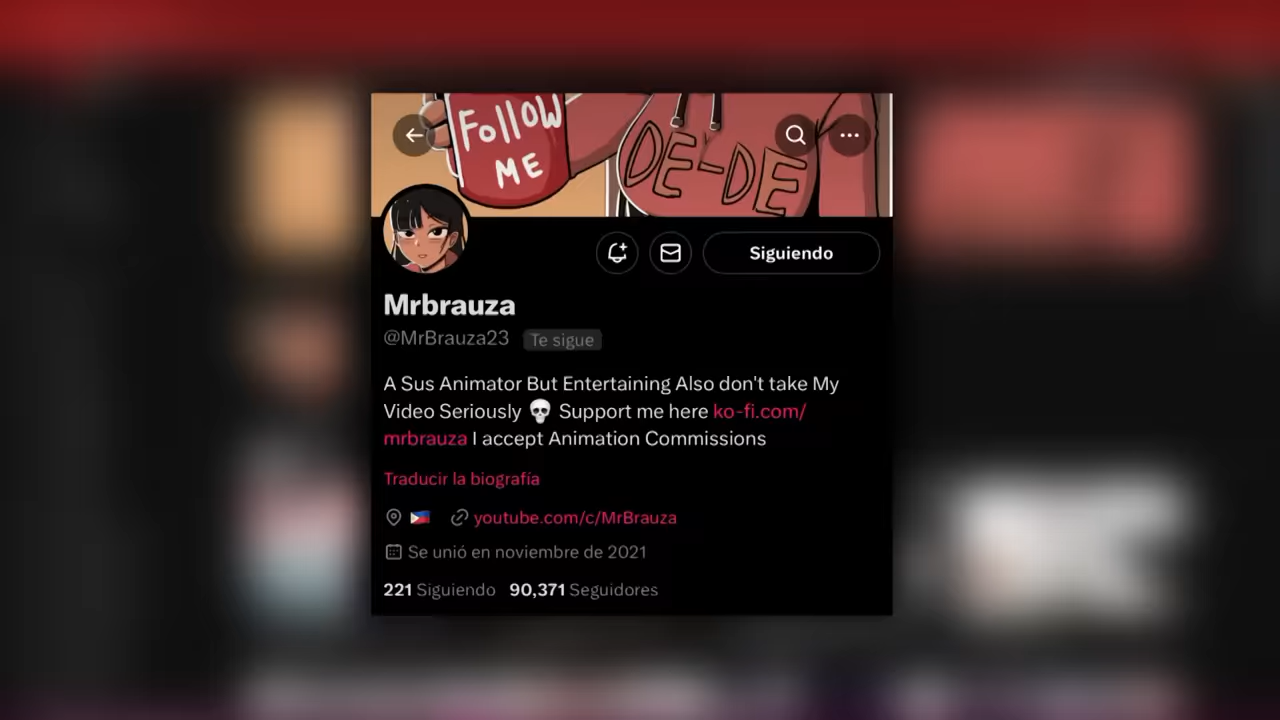 Follow
ME
DE-DE
Siguiendo
Mrbrauza
@MrBrauza23 Te sigue
A Sus Animator But Entertaining Also don't take My
Video Seriously 💀 Support me here ko-fi.com/
mrbrauza I accept Animation Commissions
Traducir la biografía
🇵🇭 youtube.com/c/MrBrauza
Se unió en noviembre de 2021
221 Siguiendo 90,371 Seguidores